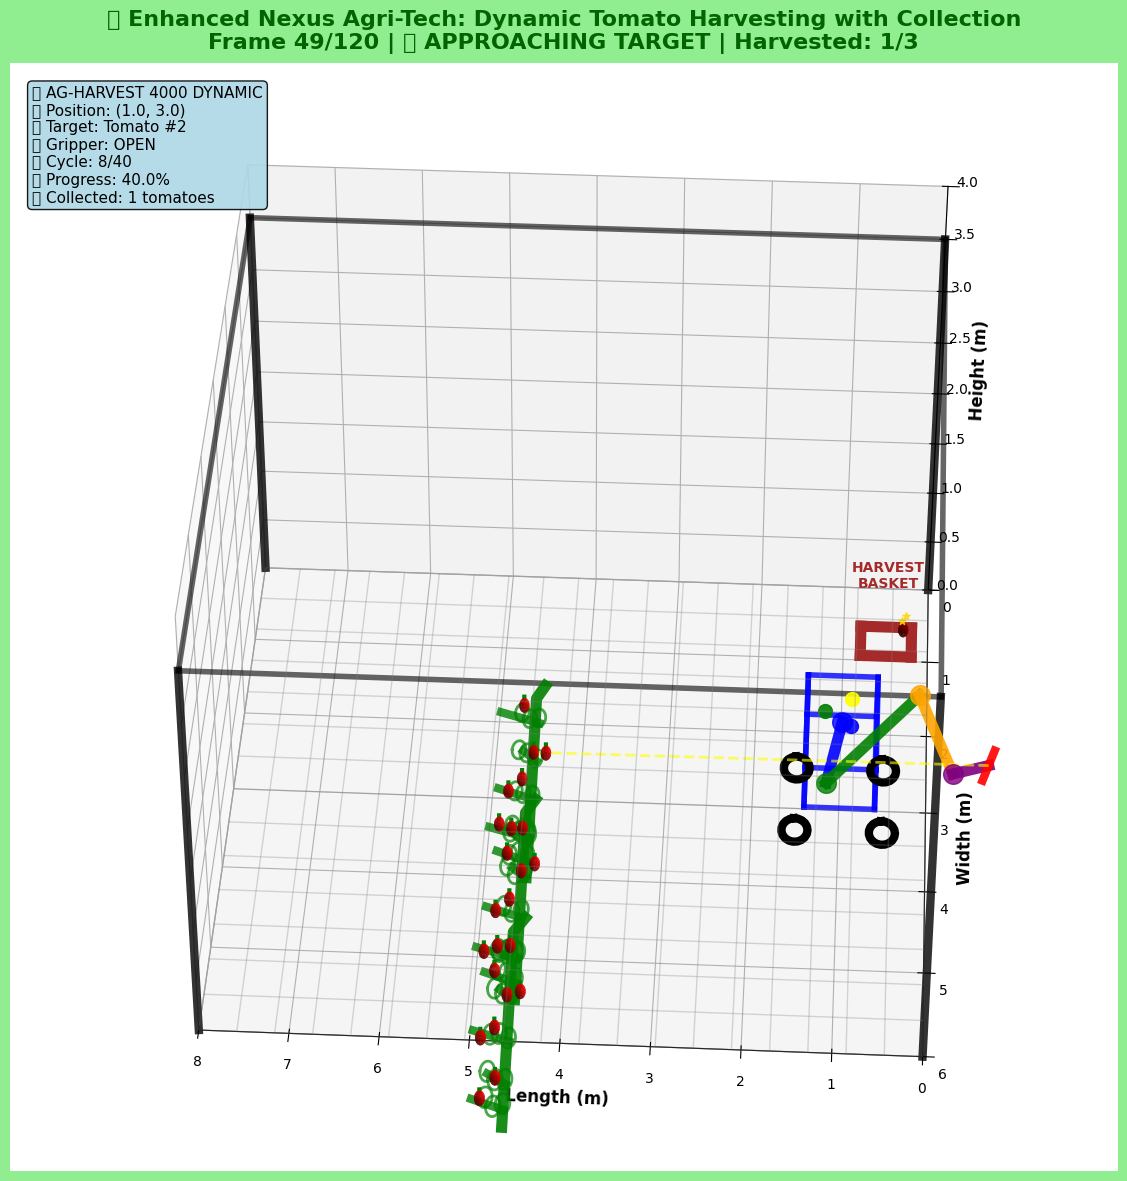 Enhanced Nexus Agri-Tech: Dynamic Tomato Harvesting with Collection
Frame 49/120 | APPROACHING TARGET | Harvested: 1/3
AG-HARVEST 4000 DYNAMIC
Position: (1.0, 3.0)
Target: Tomato #2
Gripper: OPEN
Cycle: 8/40
Progress: 40.0%
Collected: 1 tomatoes
4.0
3.5
3.0
2.5
2.0
1.5
1.0
0.5
0.0
Height (m)
HARVEST
BASKET
0
1
3
4
5
6
Width (m)
8
7
6
5
4
3
2
1
0
Length (m)